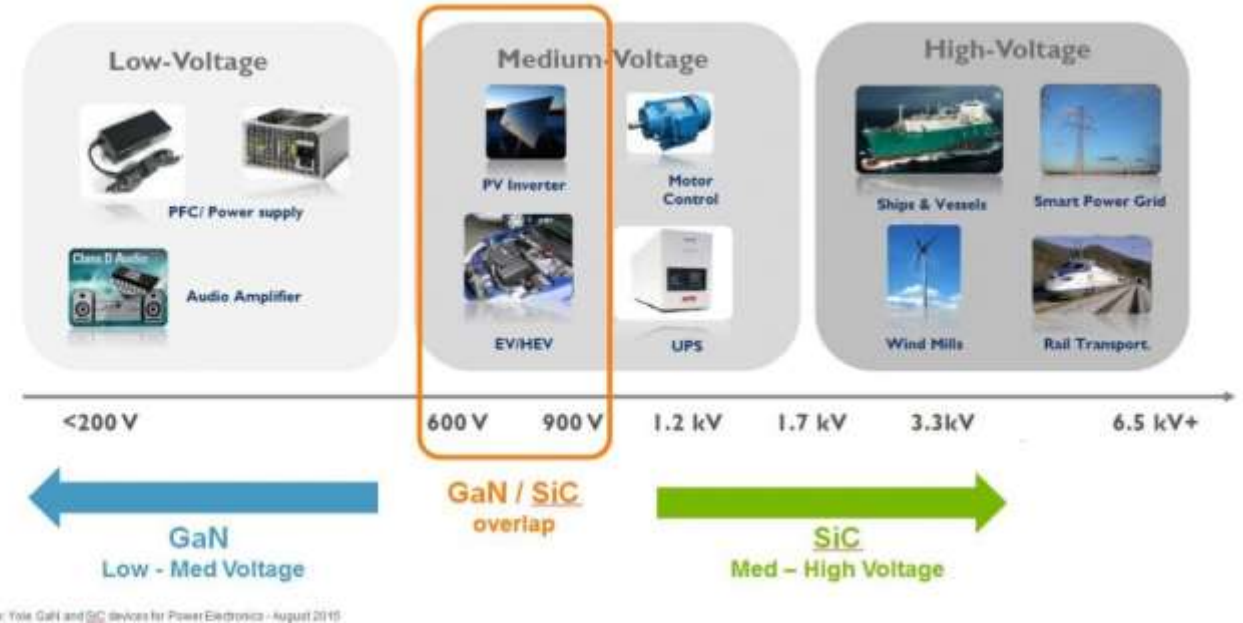 Low-Voltage
Medium-Voltage
High-Voltage
PFC/ Power supply
Class D Audio
Audio Amplifier
PV Inverter
Motor
Control
EV/HEV
UPS
Ships & Vessels
Smart Power Grid
Wind Mills
Rail Transport.
<200 V
600 V
900 V
1.2 kV
1.7 kV
3.3kV
6.5 kV+
GaN
Low - Med Voltage
GaN / SiC
overlap
SiC
Med – High Voltage
: Yole GaN and SiC devices for Power Electronics - August 2015